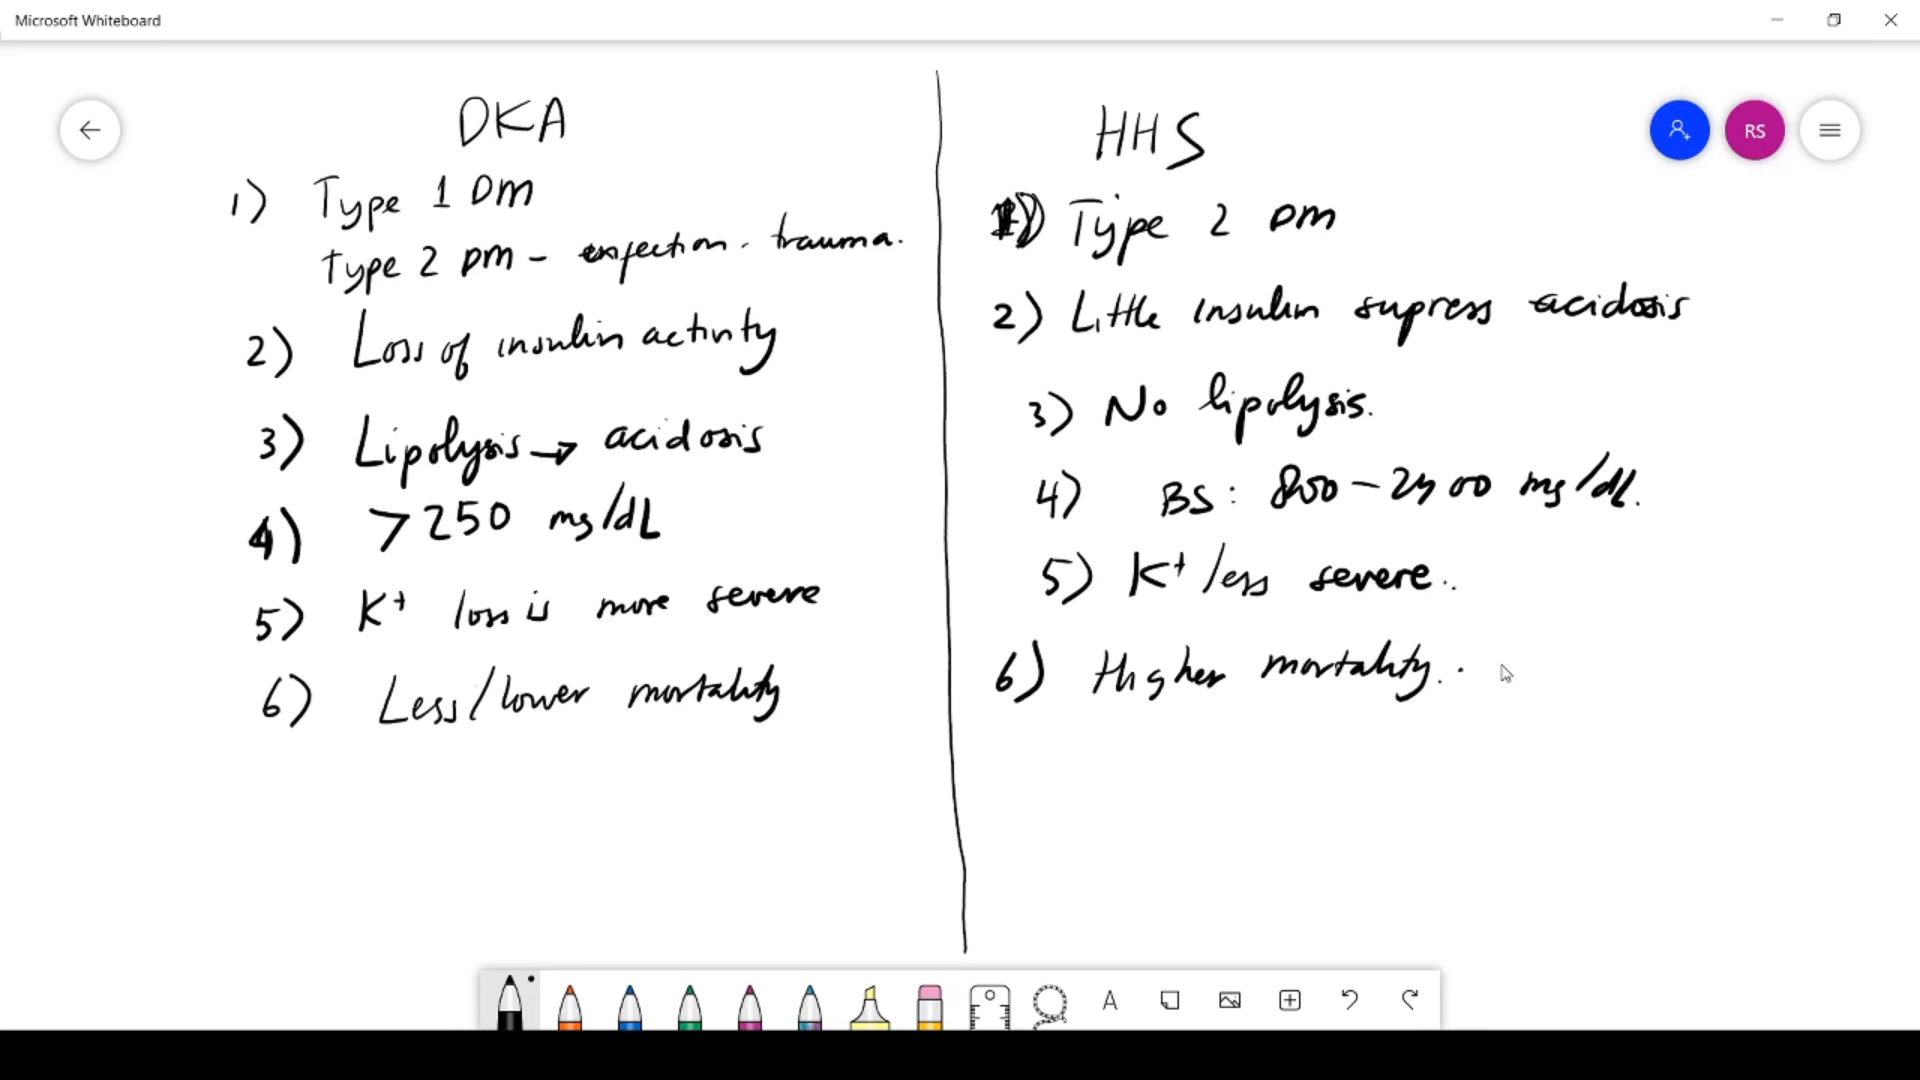 Microsoft Whiteboard
RS
DKA
1) Type 1 DM
Type 2 DM - infection. trauma.
2) Loss of insulin activity
3) Lipolysis → acidosis
4) >250 mg/dL
5) K+ loss is more severe
6) Less/lower mortality
HHS
1) Type 2 DM
2) Little insulin supress acidosis
3) No lipolysis.
4) BS: 800-2400 mg/dL.
5) K+ less severe..
6) Higher mortality..
A